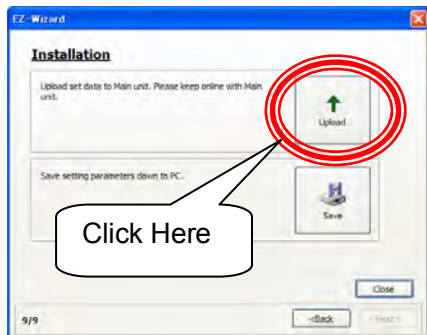 EZ-Wizard
Installation
Upload set data to Main unit. Please keep online with Main
unit.
Upload
Save setting parameters down to PC.
Save
Click Here
Close
9/9
<Back
Next>